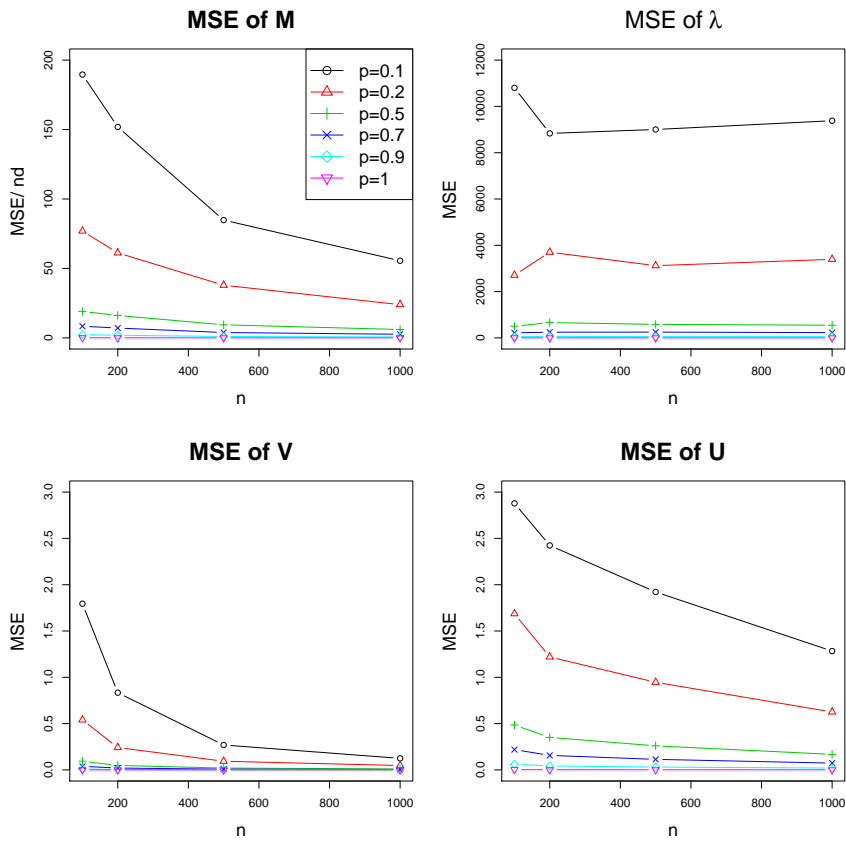 MSE of M
MSE/ nd
0
50
100
150
200
200
400
600
800
1000
n
p=0.1
p=0.2
p=0.5
p=0.7
p=0.9
p=1
MSE of λ
MSE
0
2000
4000
6000
8000
10000
12000
200
400
600
800
1000
n
MSE of V
MSE
0.0
0.5
1.0
1.5
2.0
2.5
3.0
200
400
600
800
1000
n
MSE of U
MSE
0.0
0.5
1.0
1.5
2.0
2.5
3.0
200
400
600
800
1000
n